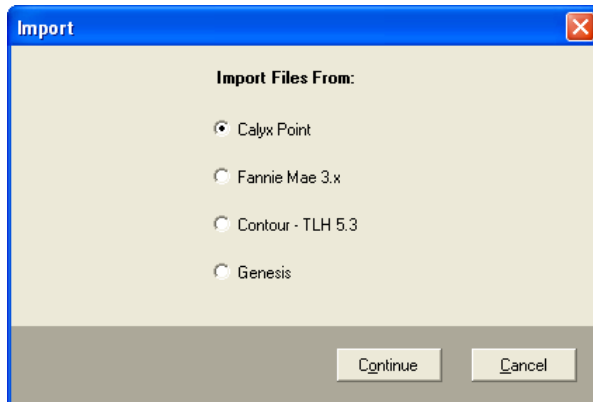 Import
Import Files From:
Calyx Point
Fannie Mae 3.x
Contour - TLH 5.3
Genesis
Continue Cancel